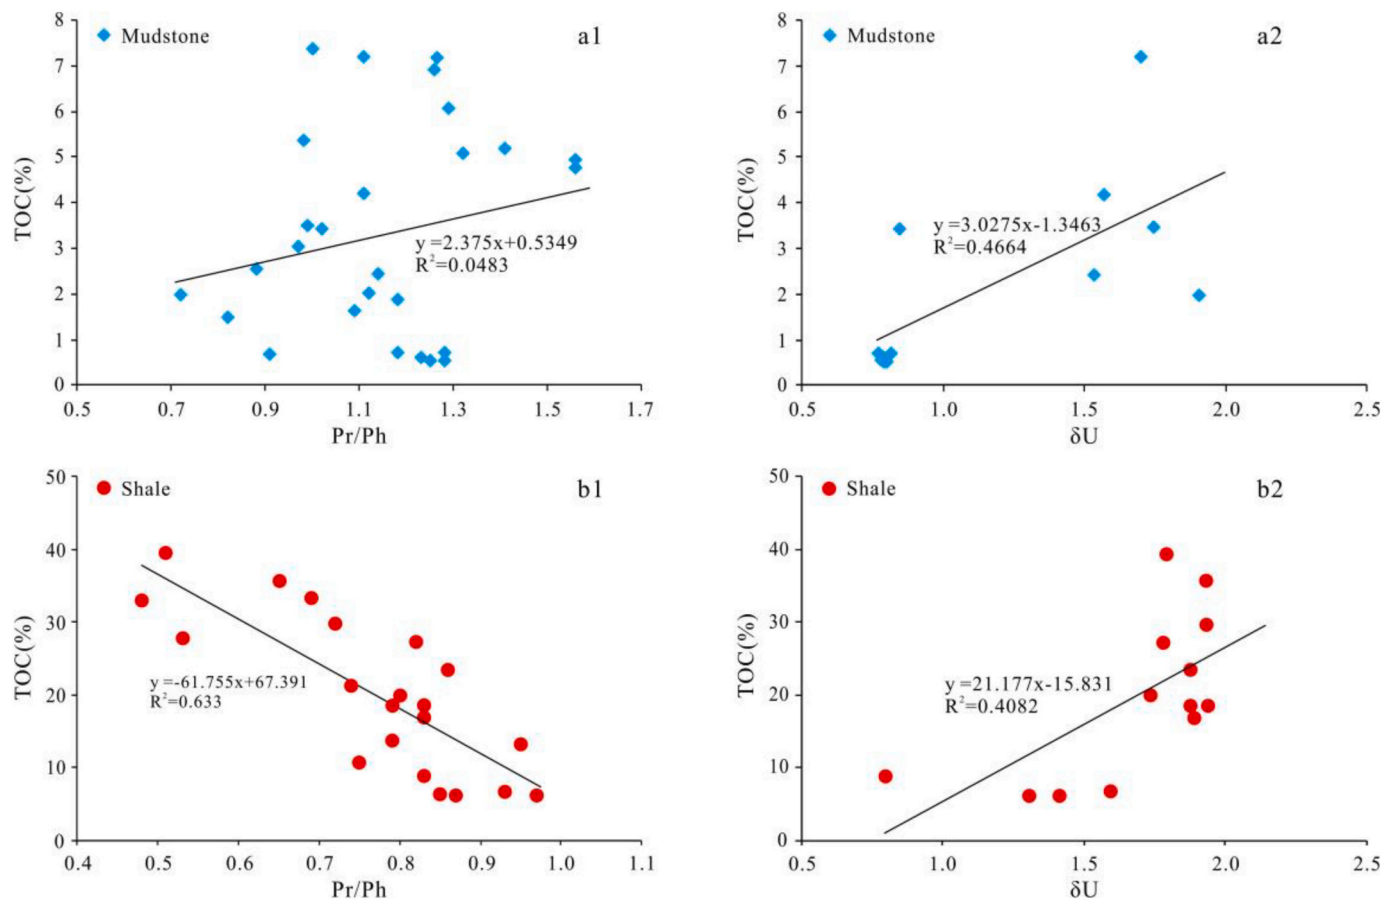 8
7
6
5
4
3
2
1
0
TOC(%)
Mudstone
a1
y =2.375x+0.5349
R²=0.0483
0.5 0.7 0.9 1.1 1.3 1.5 1.7
Pr/Ph
8
7
6
5
4
3
2
1
0
TOC(%)
Mudstone
a2
y =3.0275x-1.3463
R²=0.4664
0.5 1.0 1.5 2.0 2.5
δU
50
40
30
20
10
0
TOC(%)
Shale
b1
y =-61.755x+67.391
R²=0.633
0.4 0.5 0.6 0.7 0.8 0.9 1.0 1.1
Pr/Ph
50
40
30
20
10
0
TOC(%)
Shale
b2
y =21.177x-15.831
R²=0.4082
0.5 1.0 1.5 2.0 2.5
δU